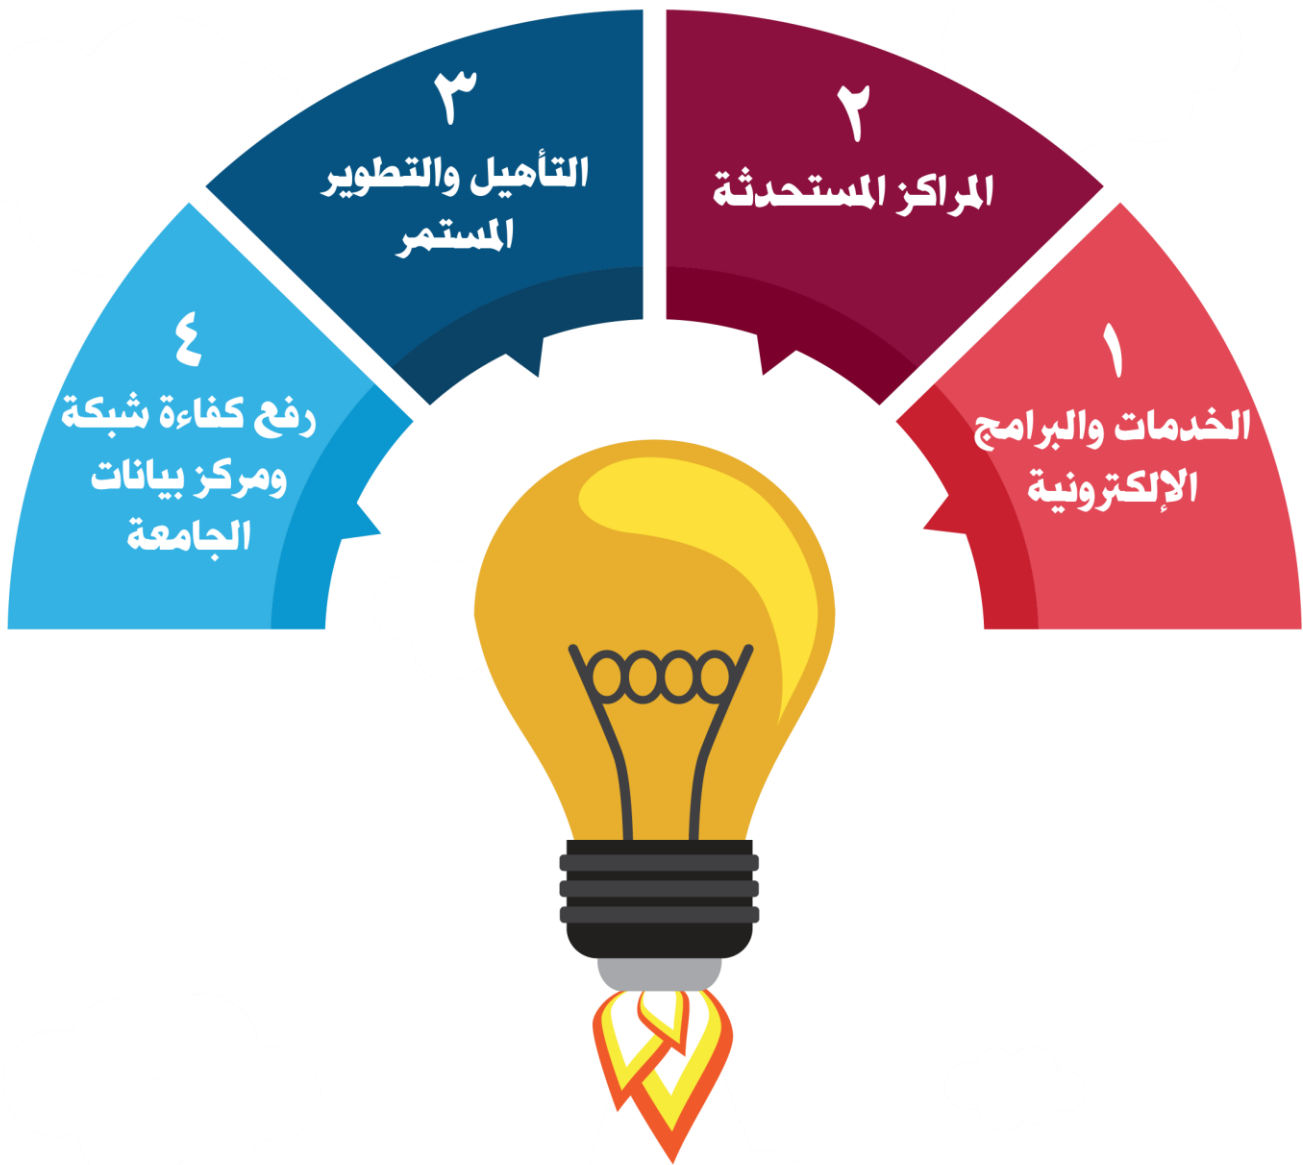 ١
الخدمات والبرامج
الإلكترونية
٢
المراكز المستحدثة
٣
التأهيل والتطوير
المستمر
٤
رفع كفاءة شبكة
ومركز بيانات
الجامعة